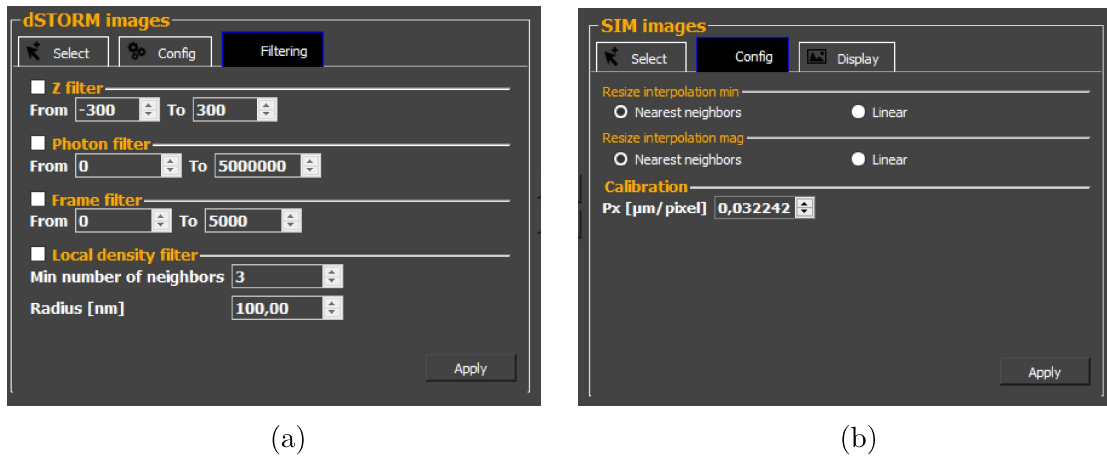 dSTORM images
Select Config Filtering
Z filter
From -300 To 300
Photon filter
From 0 To 5000000
Frame filter
From 0 To 5000
Local density filter
Min number of neighbors 3
Radius [nm] 100,00
Apply
(a)
SIM images
Select Config Display
Resize interpolation min
Nearest neighbors Linear
Resize interpolation mag
Nearest neighbors Linear
Calibration
Px [µm/pixel] 0,032242
Apply
(b)